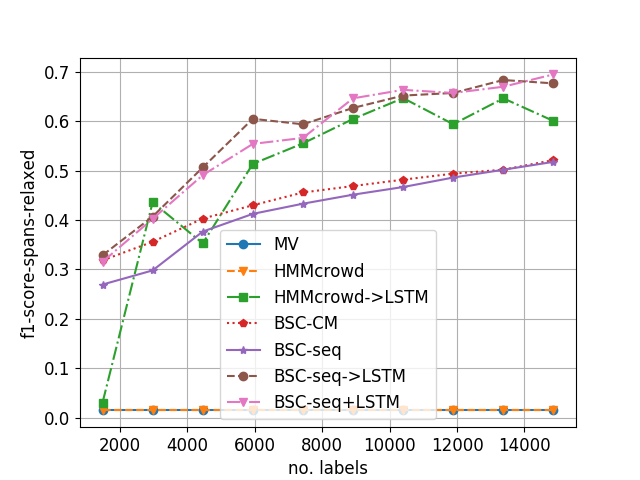 0.7
0.6
0.5
0.4
0.3
0.2
0.1
0.0
f1-score-spans-relaxed
MV
HMMcrowd
HMMcrowd->LSTM
BSC-CM
BSC-seq
BSC-seq->LSTM
BSC-seq+LSTM
2000 4000 6000 8000 10000 12000 14000
no. labels